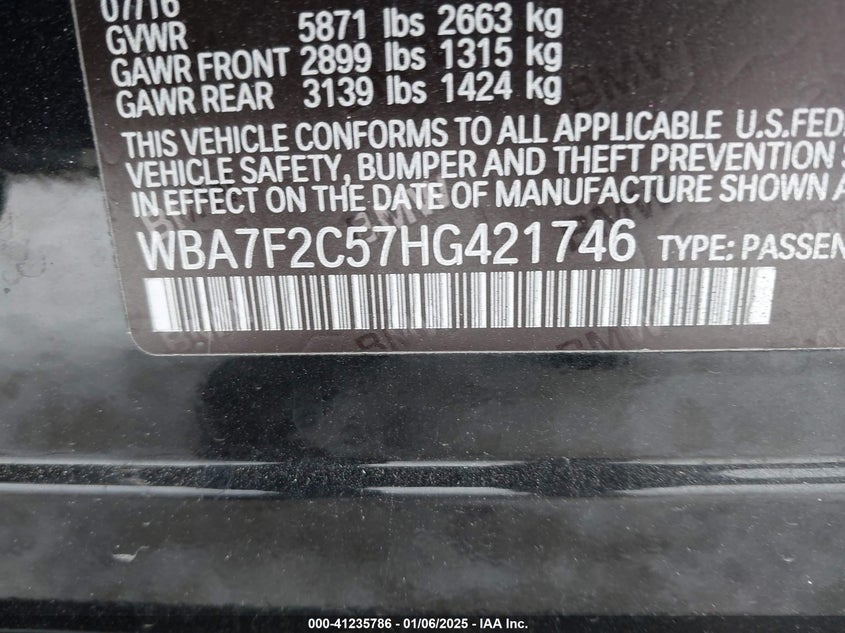 07/16
GVWR 5871 lbs 2663 kg
GAWR FRONT 2899 lbs 1315 kg
GAWR REAR 3139 lbs 1424 kg
THIS VEHICLE CONFORMS TO ALL APPLICABLE U.S.FED.
VEHICLE SAFETY, BUMPER AND THEFT PREVENTION S
IN EFFECT ON THE DATE OF MANUFACTURE SHOWN A
WBA7F2C57HG421746 TYPE: PASSEN
000-41235786 - 01/06/2025 - IAA Inc.